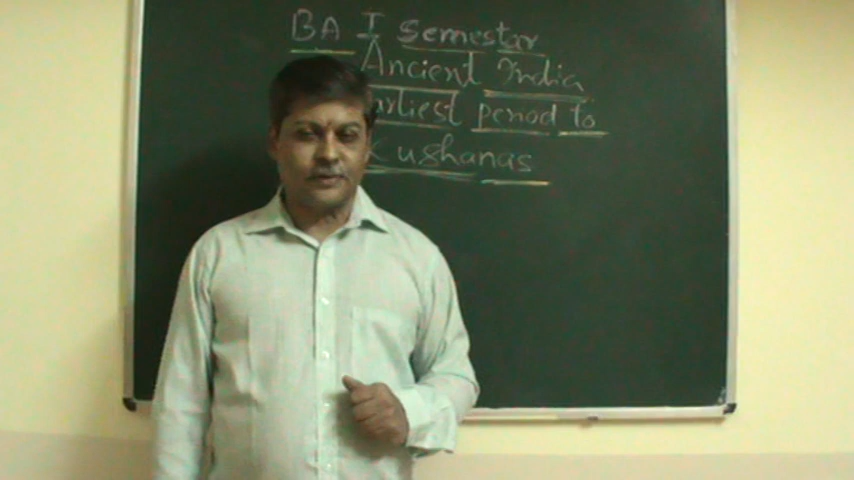 BA I Semestar
Ancient India
arliest period to
Kushanas